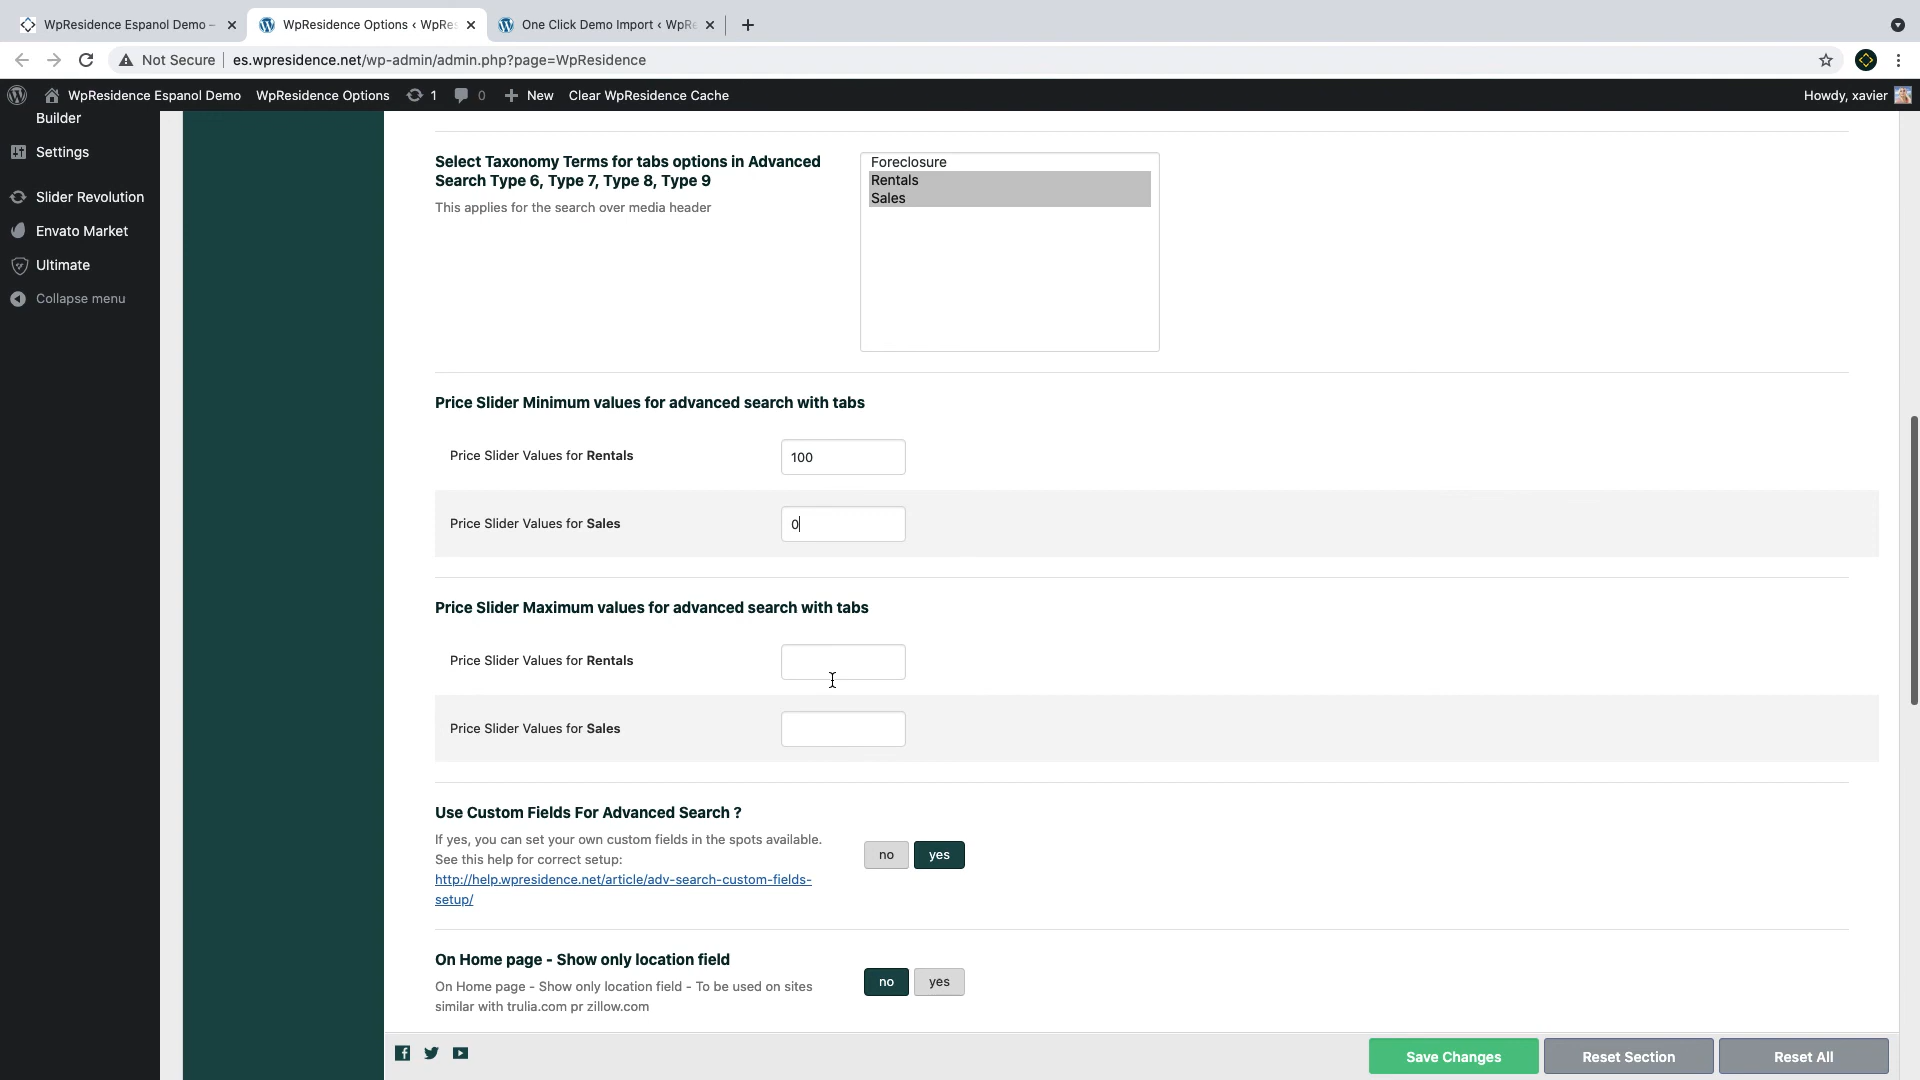 WpResidence Espanol Demo –
WpResidence Options ‹ WpRes
One Click Demo Import ‹ WpRe
Not Secure
es.wpresidence.net/wp-admin/admin.php?page=WpResidence
WpResidence Espanol Demo
WpResidence Options
1
0
New
Clear WpResidence Cache
Howdy, xavier
Builder
Settings
Slider Revolution
Envato Market
Ultimate
Collapse menu
Select Taxonomy Terms for tabs options in Advanced
Search Type 6, Type 7, Type 8, Type 9
This applies for the search over media header
Foreclosure
Rentals
Sales
Price Slider Minimum values for advanced search with tabs
Price Slider Values for Rentals
100
Price Slider Values for Sales
0
Price Slider Maximum values for advanced search with tabs
Price Slider Values for Rentals
Price Slider Values for Sales
Use Custom Fields For Advanced Search ?
If yes, you can set your own custom fields in the spots available.
See this help for correct setup:
http://help.wpresidence.net/article/adv-search-custom-fields-
setup/
no
yes
On Home page - Show only location field
On Home page - Show only location field - To be used on sites
similar with trulia.com pr zillow.com
no
yes
Save Changes
Reset Section
Reset All